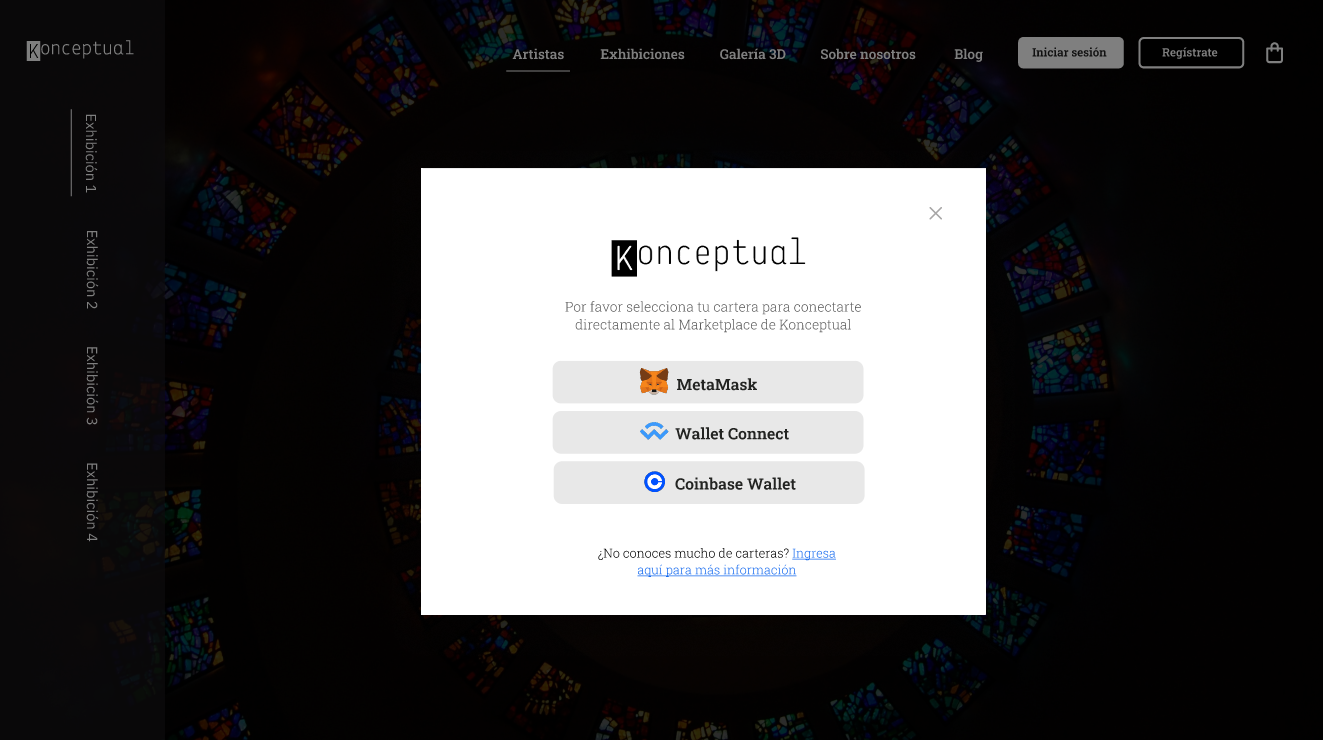 Konceptual
Artistas
Exhibiciones
Galería 3D
Sobre nosotros
Blog
Iniciar sesión
Regístrate
Exhibición 1
Exhibición 2
Exhibición 3
Exhibición 4
Konceptual
Por favor selecciona tu cartera para conectarte
directamente al Marketplace de Konceptual
MetaMask
Wallet Connect
Coinbase Wallet
¿No conoces mucho de carteras? Ingresa
aquí para más información